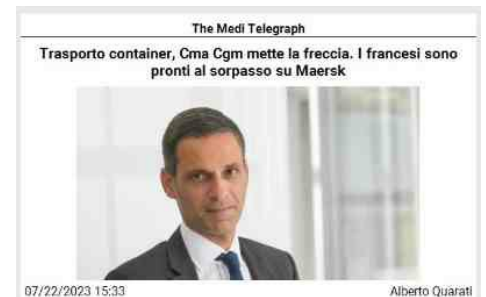 The Medi Telegraph
Trasporto container, Cma Cgm mette la freccia. I francesi sono
pronti al sorpasso su Maersk
07/22/2023 15:33
Alberto Quarati